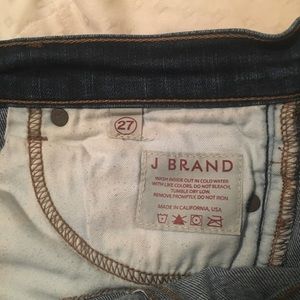 27
J BRAND
WASH INSIDE OUT IN COLD WATER
WITH LIKE COLORS. DO NOT BLEACH,
TUMBLE DRY LOW.
REMOVE PROMPTLY. DO NOT IRON
MADE IN CALIFORNIA, USA